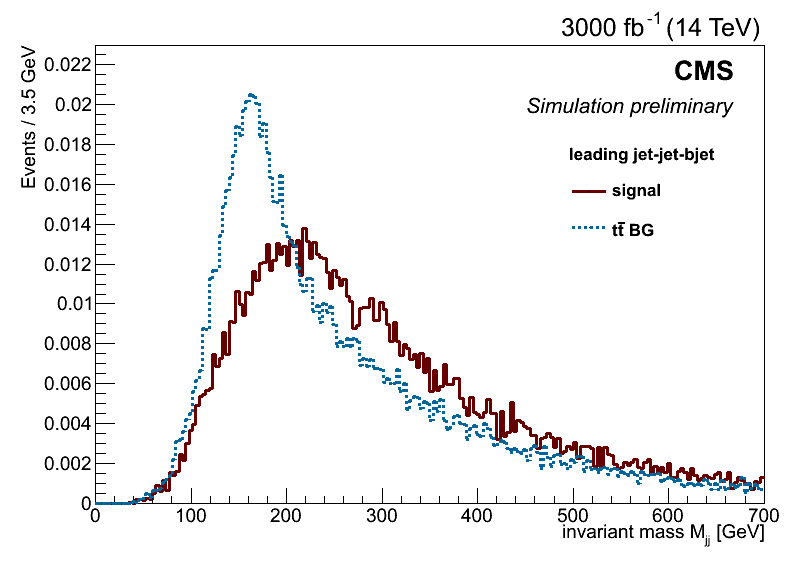 3000 fb⁻¹ (14 TeV)
CMS
Simulation preliminary
leading jet-jet-bjet
signal
tt̄ BG
Events / 3.5 GeV
0.022
0.02
0.018
0.016
0.014
0.012
0.01
0.008
0.006
0.004
0.002
0
0 100 200 300 400 500 600 700
invariant mass Mjj [GeV]